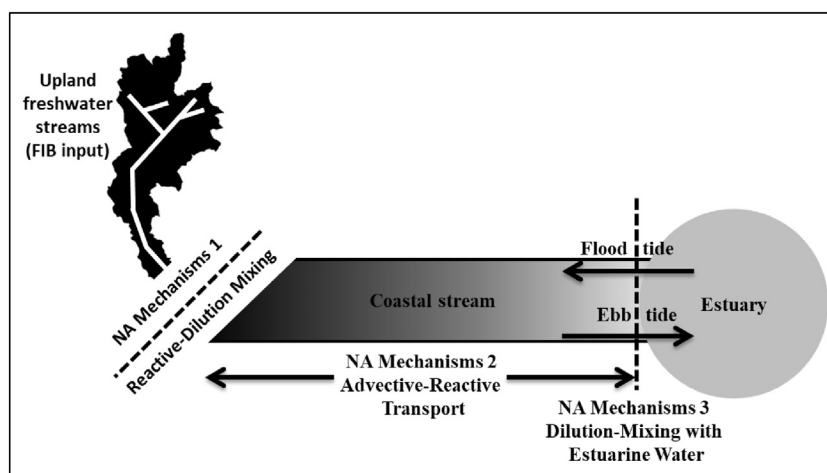 Upland
freshwater
streams
(FIB input)
NA Mechanisms 1
Reactive-Dilution Mixing
Flood tide
Coastal stream
Estuary
Ebb tide
NA Mechanisms 2
Advective-Reactive
Transport
NA Mechanisms 3
Dilution-Mixing with
Estuarine Water